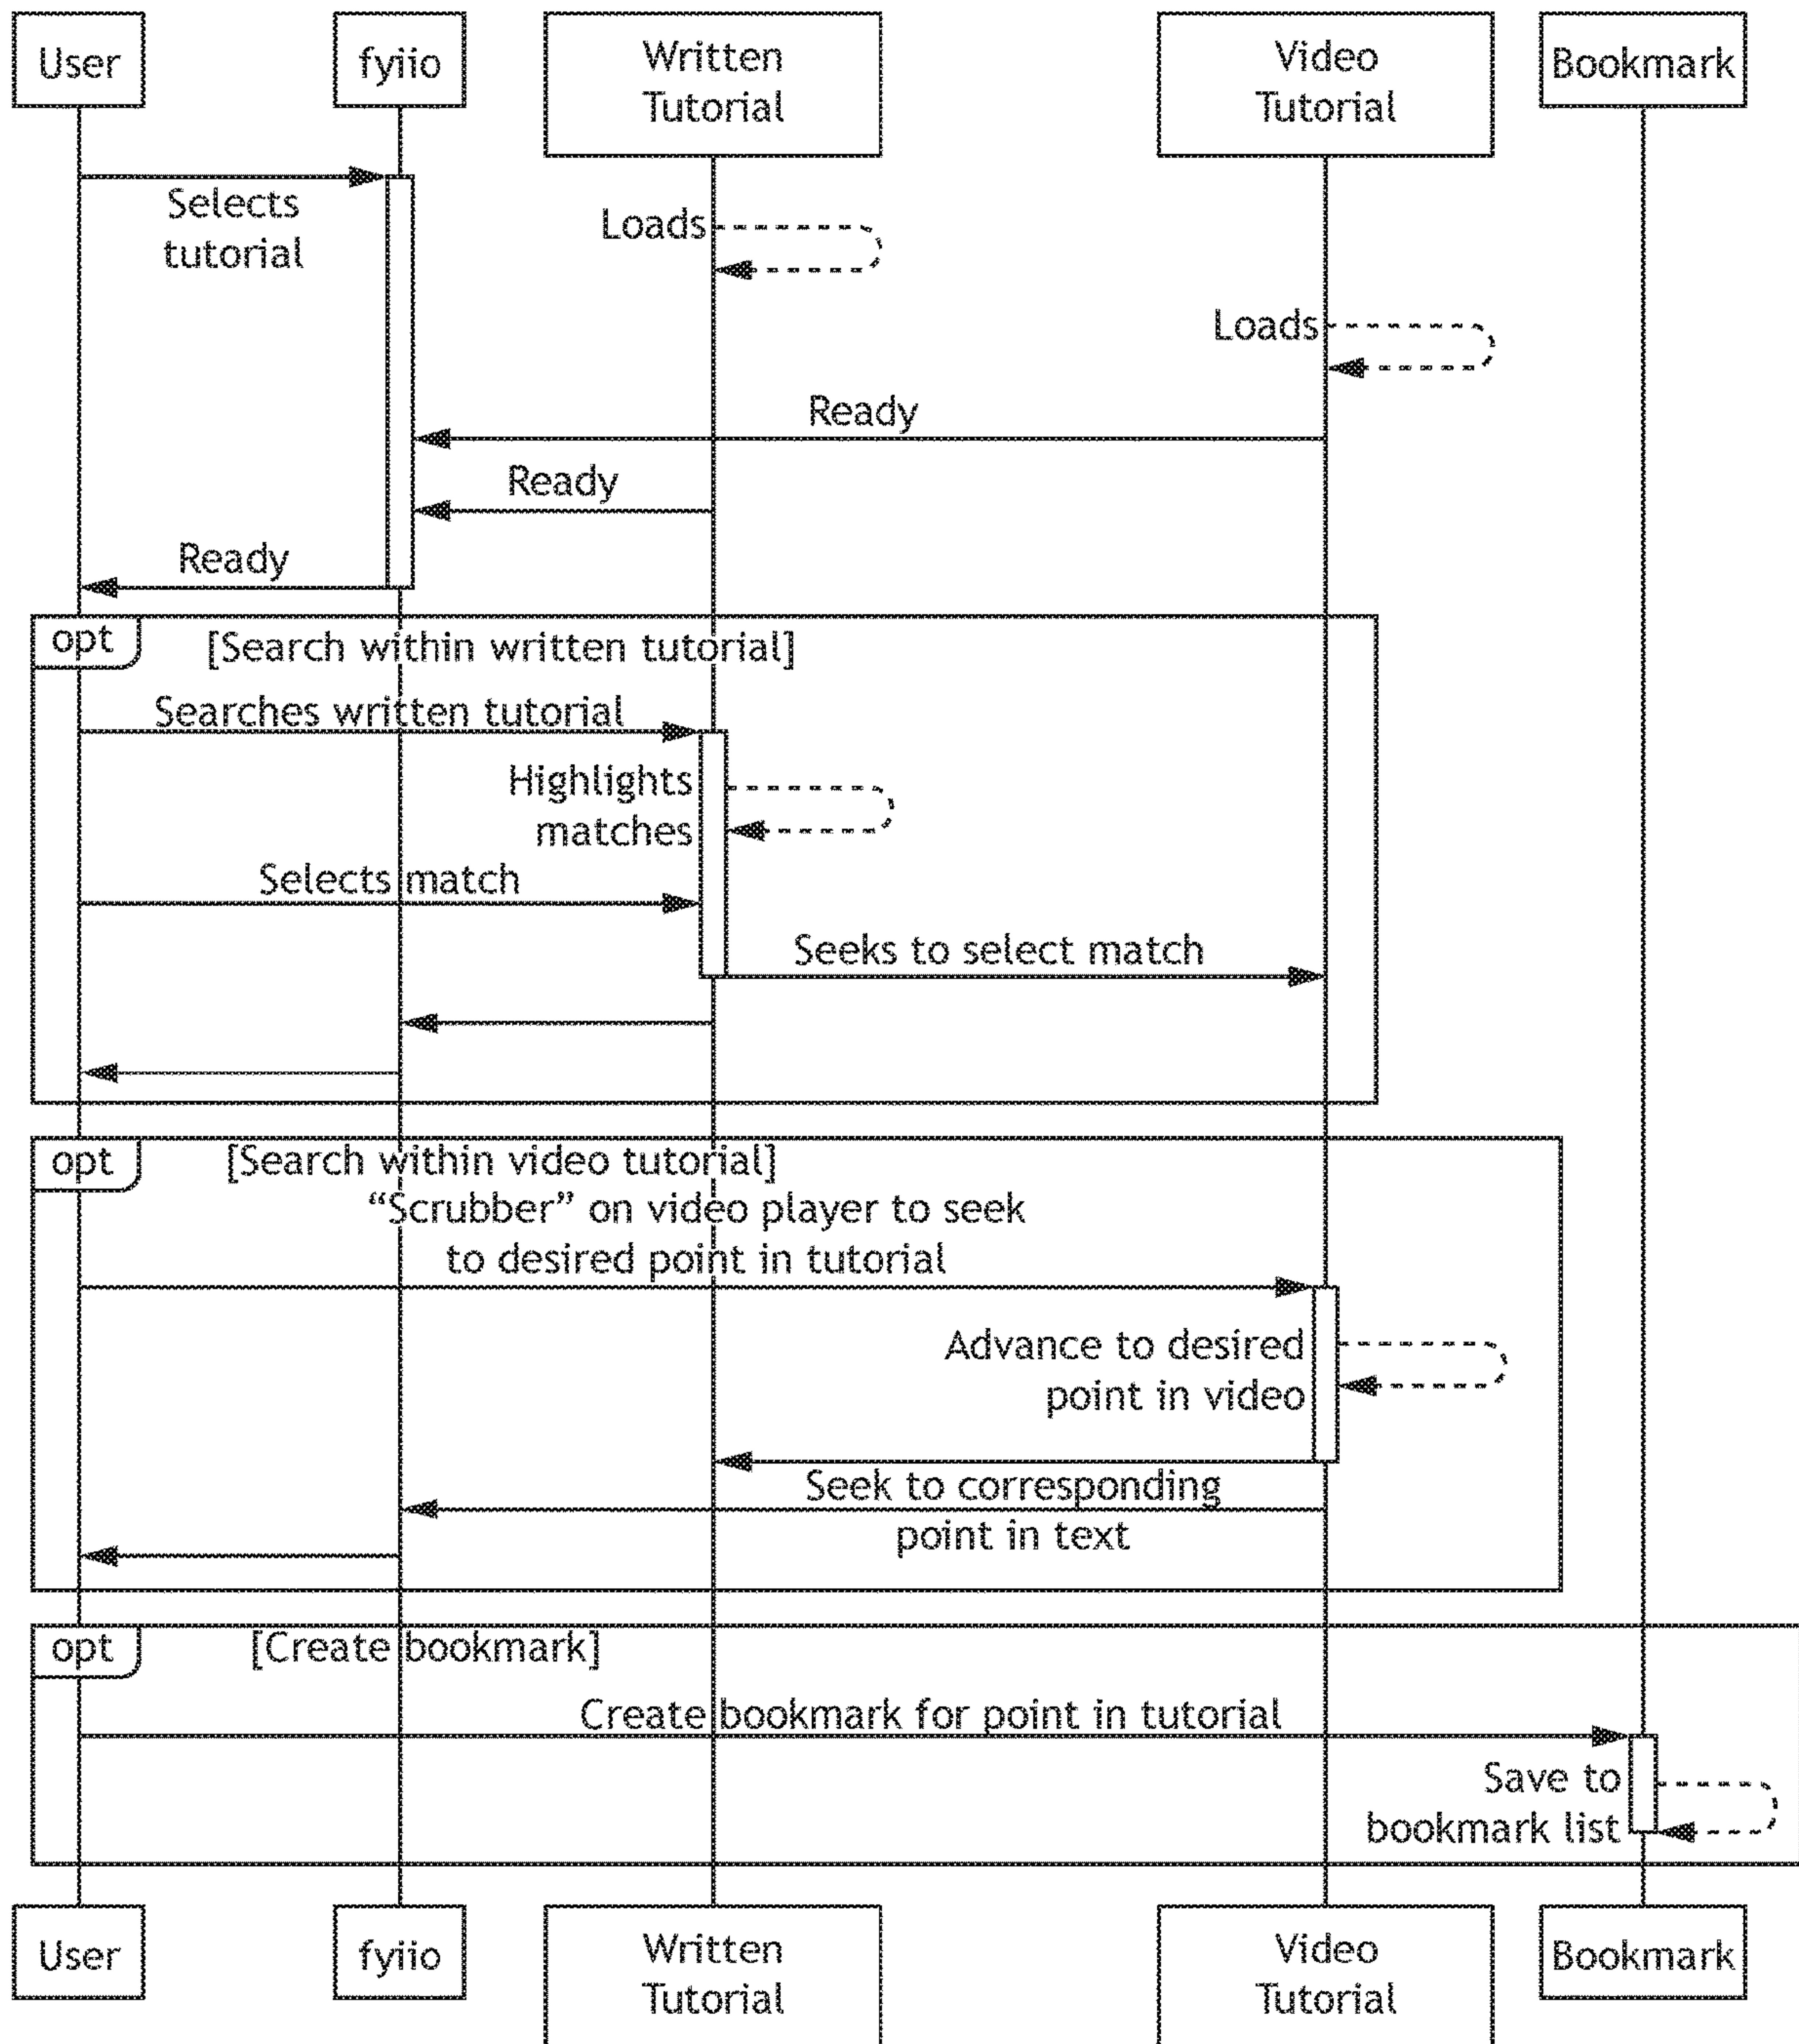 User
fyiio
Written
Tutorial
Video
Tutorial
Bookmark
Selects
tutorial
Loads
Loads
Ready
Ready
Ready
opt
[Search within written tutorial]
Searches written tutorial
Highlights
matches
Selects match
Seeks to select match
opt
[Search within video tutorial]
“Scrubber” on video player to seek
to desired point in tutorial
Advance to desired
point in video
Seek to corresponding
point in text
opt
[Create bookmark]
Create bookmark for point in tutorial
Save to
bookmark list
User
fyiio
Written
Tutorial
Video
Tutorial
Bookmark